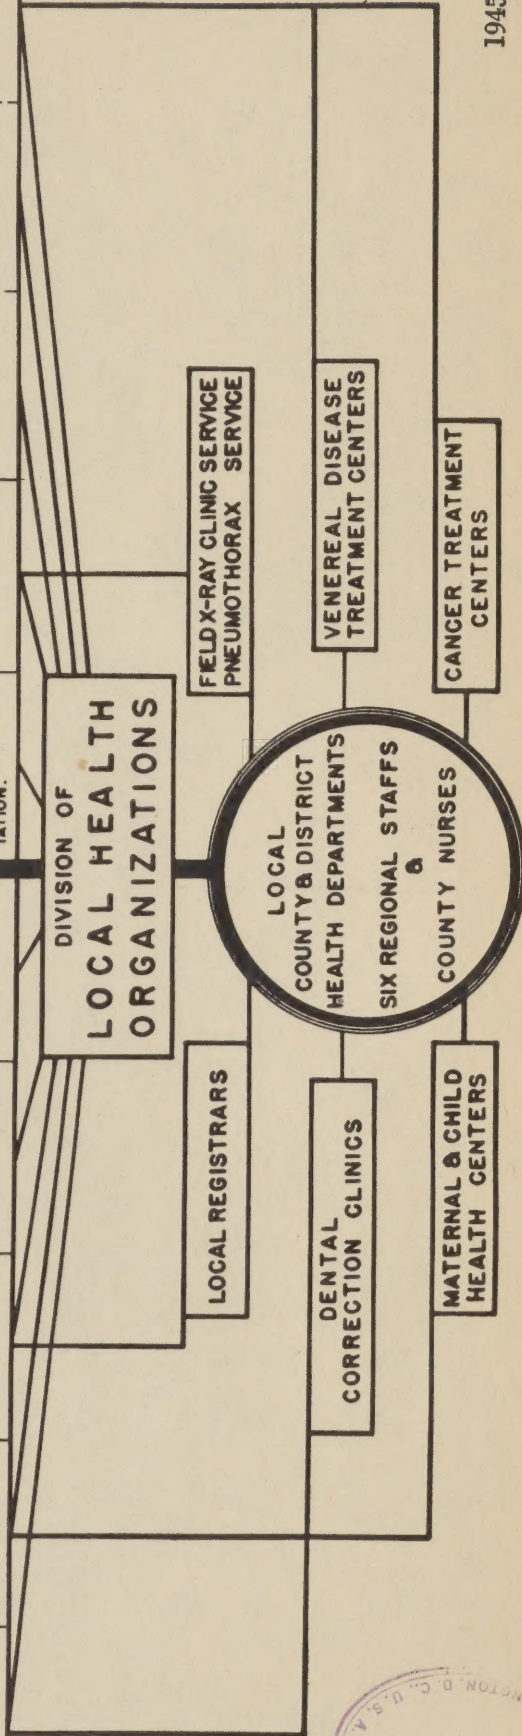 TATION.
DIVISION OF
LOCAL HEALTH
ORGANIZATIONS
LOCAL REGISTRARS
FIELD X-RAY CLINIC SERVICE
PNEUMOTHORAX SERVICE
LOCAL
COUNTY & DISTRICT
HEALTH DEPARTMENTS
SIX REGIONAL STAFFS
&
COUNTY NURSES
DENTAL
CORRECTION CLINICS
VENEREAL DISEASE
TREATMENT CENTERS
MATERNAL & CHILD
HEALTH CENTERS
CANCER TREATMENT
CENTERS
1945
NGTON, D.C., U.S.A.